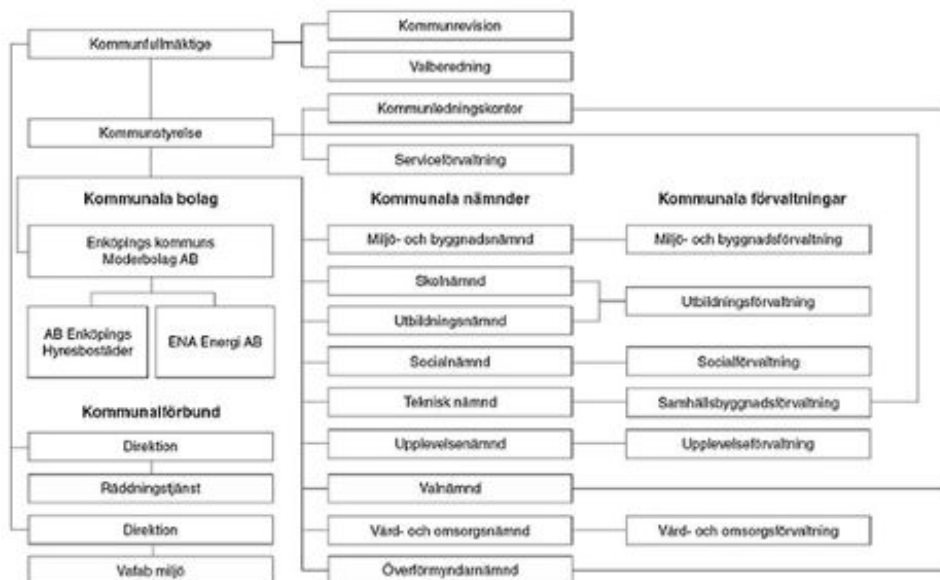 Kommunfullmäktige
Kommunrevision
Valberedning
Kommunledningskontor
Kommunstyrelse
Serviceförvaltning
Kommunala bolag
Enköpings kommuns
Moderbolag AB
AB Enköpings
Hyresbostäder
ENA Energi AB
Kommunalförbund
Direktion
Räddningstjänst
Direktion
Vafab miljö
Kommunala nämnder
Kommunala förvaltningar
Miljö- och byggnadsnämnd
Miljö- och byggnadsförvaltning
Skolnämnd
Utbildningsnämnd
Utbildningsförvaltning
Socialnämnd
Socialförvaltning
Teknisk nämnd
Samhällsbyggnadsförvaltning
Upplevelsenämnd
Upplevelseförvaltning
Valnämnd
Vård- och omsorgsnämnd
Vård- och omsorgsförvaltning
Överförmyndarnämnd